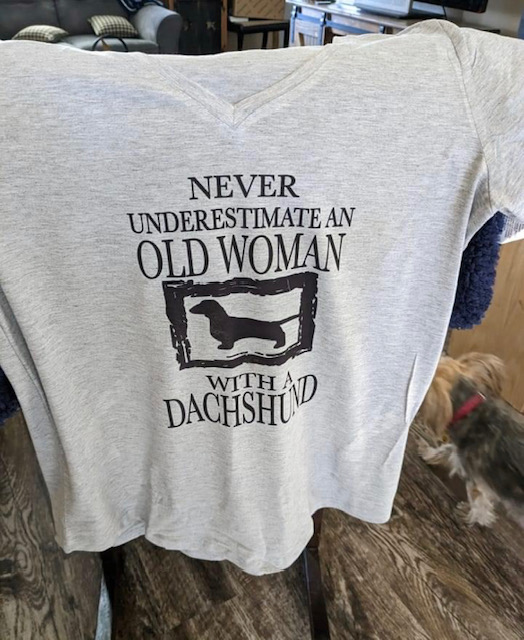 NEVER
UNDERESTIMATE AN
OLD WOMAN
WITH A
DACHSHUND